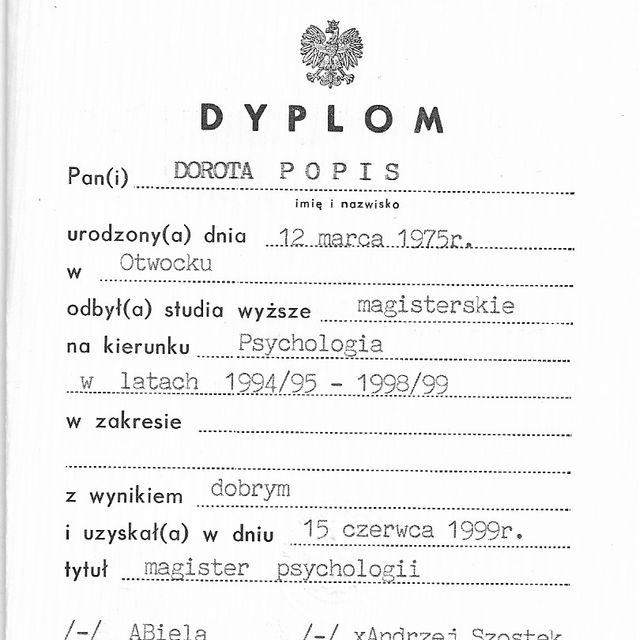 DYPLOM
Pan(i) DOROTA POPIS
imię i nazwisko
urodzony(a) dnia 12 marca 1975r.
w Otwocku
odbył(a) studia wyższe magisterskie
na kierunku Psychologia
w latach 1994/95 - 1998/99
w zakresie
z wynikiem dobrym
i uzyskał(a) w dniu 15 czerwca 1999r.
tytuł magister psychologii
/-/ ABiela /-/ xAndrzej Szostek